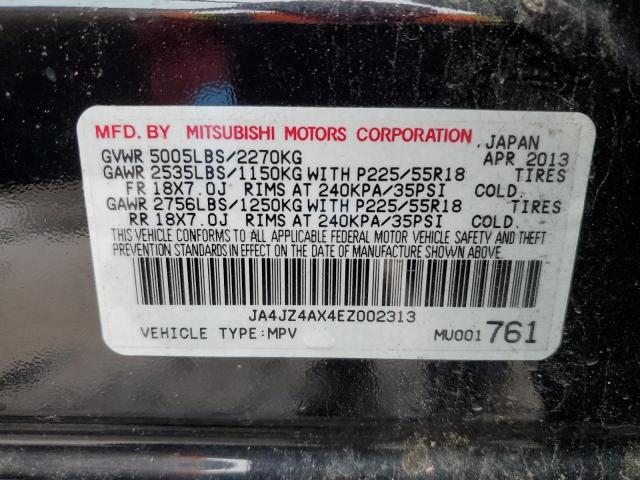 MFD. BY MITSUBISHI MOTORS CORPORATION, JAPAN
GVWR 5005LBS/2270KG APR 2013
GAWR 2535LBS/1150KG WITH P225/55R18 TIRES
FR 18X7.0J RIMS AT 240KPA/35PSI COLD.
GAWR 2756LBS/1250KG WITH P225/55R18 TIRES
RR 18X7.0J RIMS AT 240KPA/35PSI COLD.
THIS VEHICLE CONFORMS TO ALL APPLICABLE FEDERAL MOTOR VEHICLE SAFETY AND THEFT
PREVENTION STANDARDS IN EFFECT ON THE DATE OF MANUFACTURE SHOWN ABOVE.
JA4JZ4AX4EZ002313
VEHICLE TYPE:MPV MU001761